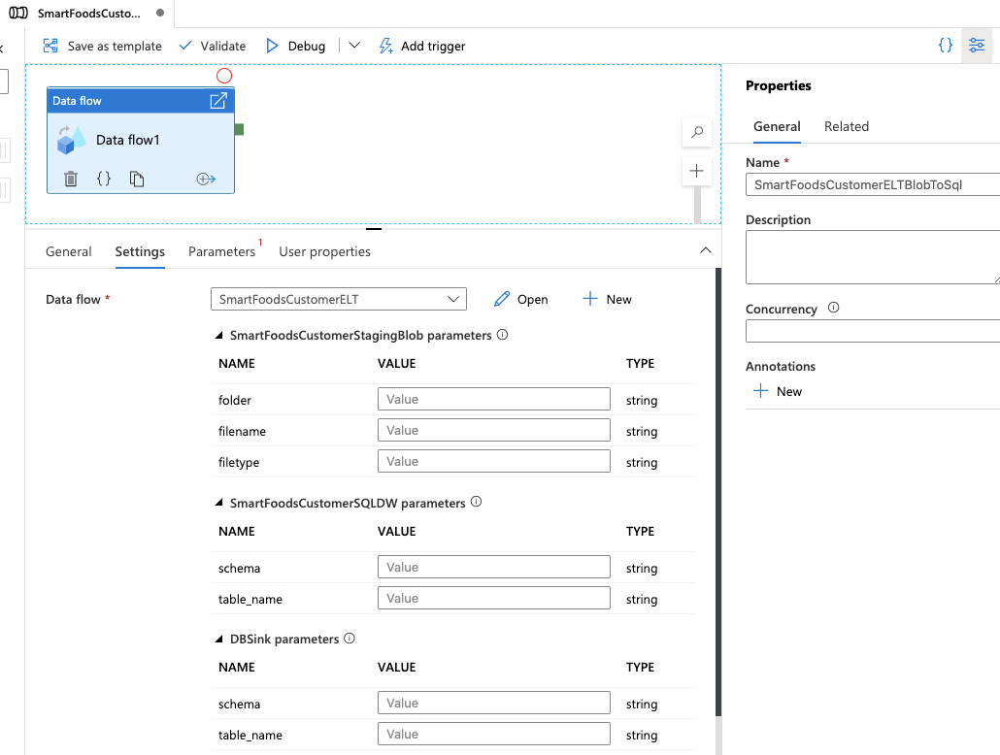 SmartFoodsCusto...
Save as template
Validate
Debug
Add trigger
{}
Data flow
Data flow1
{}
General
Settings
Parameters 1
User properties
Data flow *
SmartFoodsCustomerELT
Open
New
SmartFoodsCustomerStagingBlob parameters
NAME VALUE TYPE
folder Value string
filename Value string
filetype Value string
SmartFoodsCustomerSQLDW parameters
NAME VALUE TYPE
schema Value string
table_name Value string
DBSink parameters
NAME VALUE TYPE
schema Value string
table_name Value string
Properties
General
Related
Name *
SmartFoodsCustomerELTBlobToSql
Description
Concurrency
Annotations
New